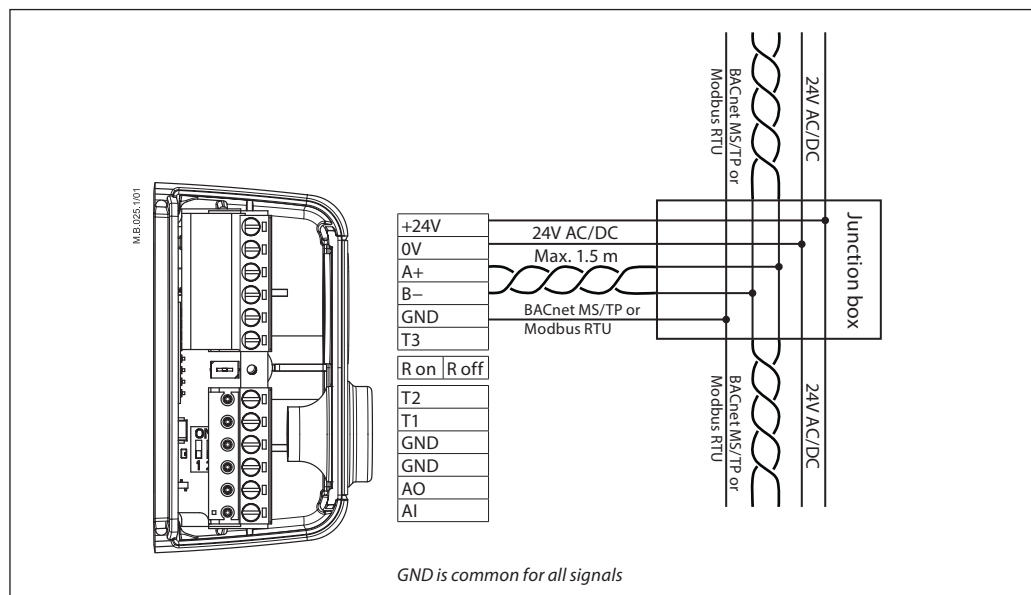 M.B.025.1/01
+24V
0V
A+
B−
GND
T3
R on R off
T2
T1
GND
GND
AO
AI
24V AC/DC
Max. 1.5 m
BACnet MS/TP or
Modbus RTU
BACnet MS/TP or
Modbus RTU
24V AC/DC
Junction box
BACnet MS/TP or
Modbus RTU
24V AC/DC
ON
1
GND is common for all signals